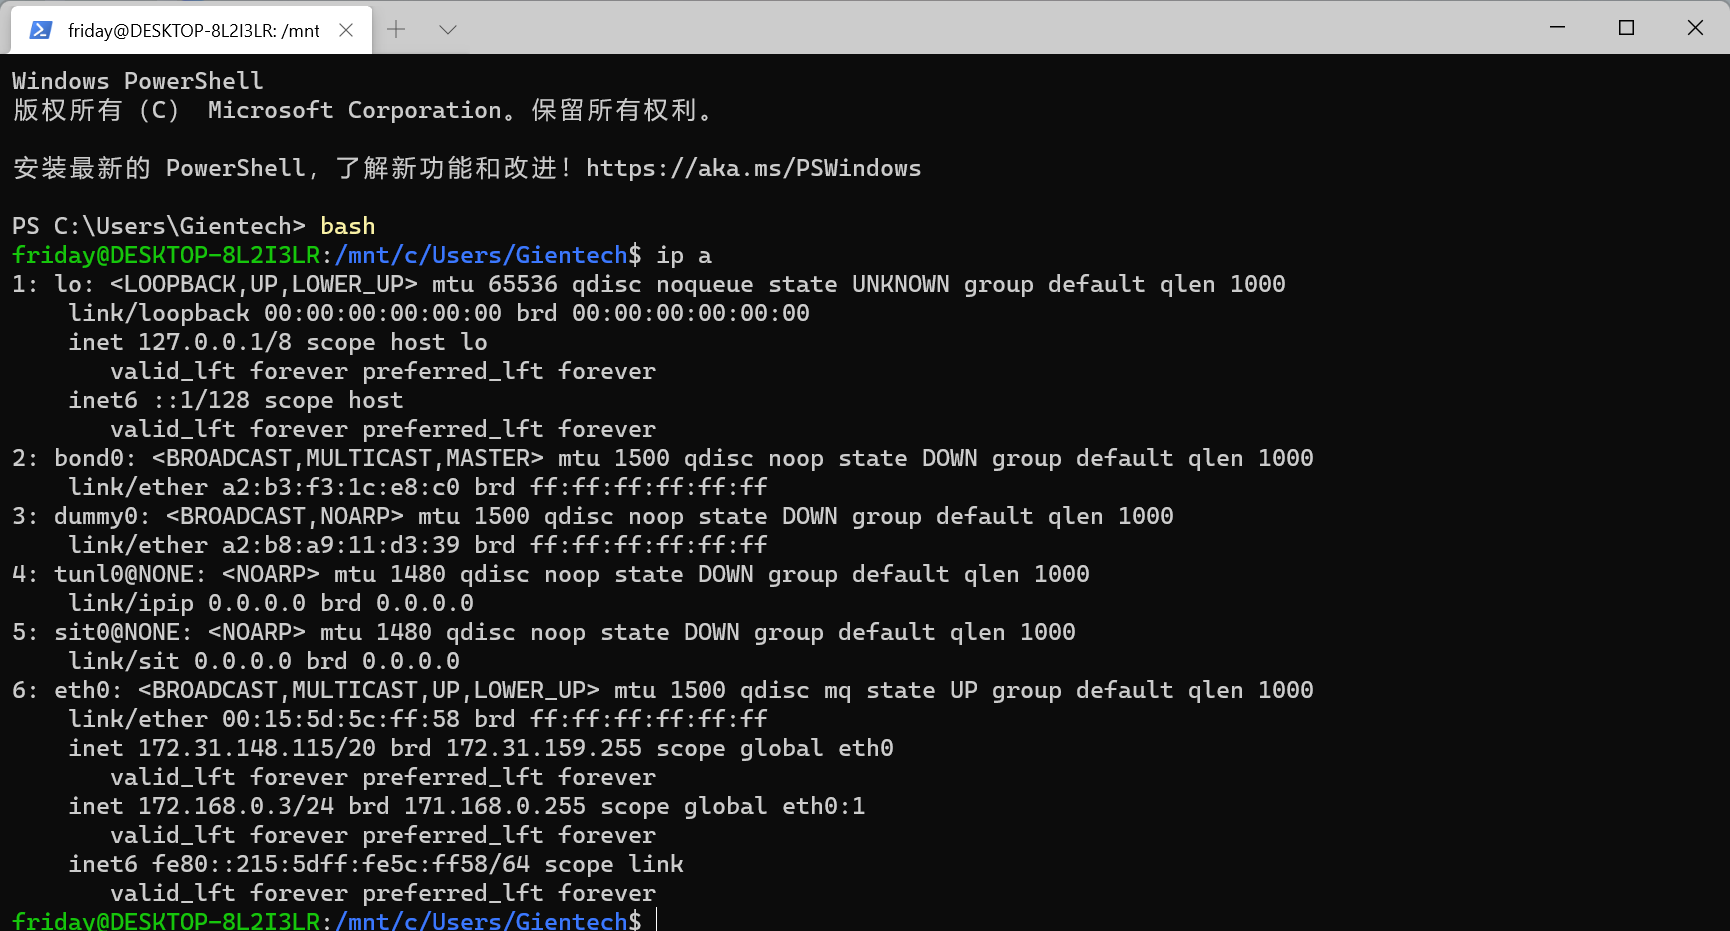 friday@DESKTOP-8L2I3LR: /mnt
Windows PowerShell
版权所有 (C) Microsoft Corporation。保留所有权利。
安装最新的 PowerShell,了解新功能和改进!https://aka.ms/PSWindows
PS C:\Users\Gientech> bash
friday@DESKTOP-8L2I3LR:/mnt/c/Users/Gientech$ ip a
1: lo: <LOOPBACK,UP,LOWER_UP> mtu 65536 qdisc noqueue state UNKNOWN group default qlen 1000
    link/loopback 00:00:00:00:00:00 brd 00:00:00:00:00:00
    inet 127.0.0.1/8 scope host lo
       valid_lft forever preferred_lft forever
    inet6 ::1/128 scope host
       valid_lft forever preferred_lft forever
2: bond0: <BROADCAST,MULTICAST,MASTER> mtu 1500 qdisc noop state DOWN group default qlen 1000
    link/ether a2:b3:f3:1c:e8:c0 brd ff:ff:ff:ff:ff:ff
3: dummy0: <BROADCAST,NOARP> mtu 1500 qdisc noop state DOWN group default qlen 1000
    link/ether a2:b8:a9:11:d3:39 brd ff:ff:ff:ff:ff:ff
4: tunl0@NONE: <NOARP> mtu 1480 qdisc noop state DOWN group default qlen 1000
    link/ipip 0.0.0.0 brd 0.0.0.0
5: sit0@NONE: <NOARP> mtu 1480 qdisc noop state DOWN group default qlen 1000
    link/sit 0.0.0.0 brd 0.0.0.0
6: eth0: <BROADCAST,MULTICAST,UP,LOWER_UP> mtu 1500 qdisc mq state UP group default qlen 1000
    link/ether 00:15:5d:5c:ff:58 brd ff:ff:ff:ff:ff:ff
    inet 172.31.148.115/20 brd 172.31.159.255 scope global eth0
       valid_lft forever preferred_lft forever
    inet 172.168.0.3/24 brd 171.168.0.255 scope global eth0:1
       valid_lft forever preferred_lft forever
    inet6 fe80::215:5dff:fe5c:ff58/64 scope link
       valid_lft forever preferred_lft forever
friday@DESKTOP-8L2I3LR:/mnt/c/Users/Gientech$